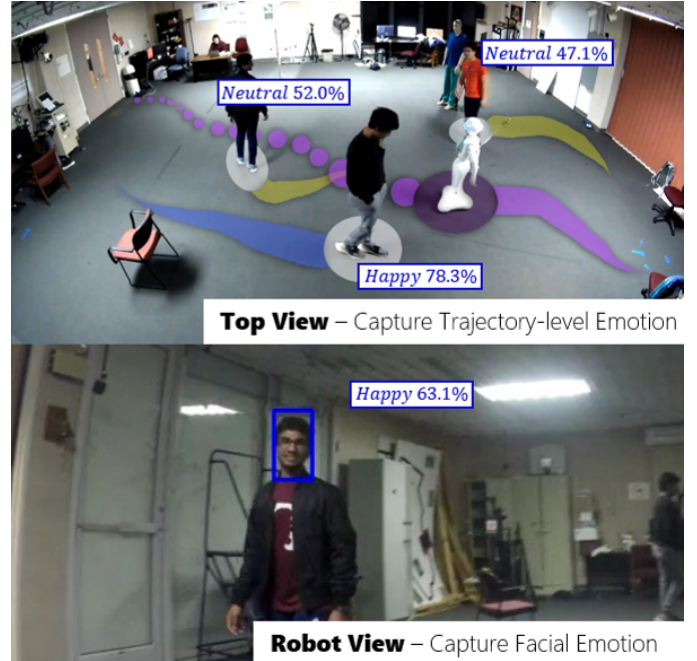 Neutral 47.1%
Neutral 52.0%
Happy 78.3%
Top View – Capture Trajectory-level Emotion
Happy 63.1%
Robot View – Capture Facial Emotion